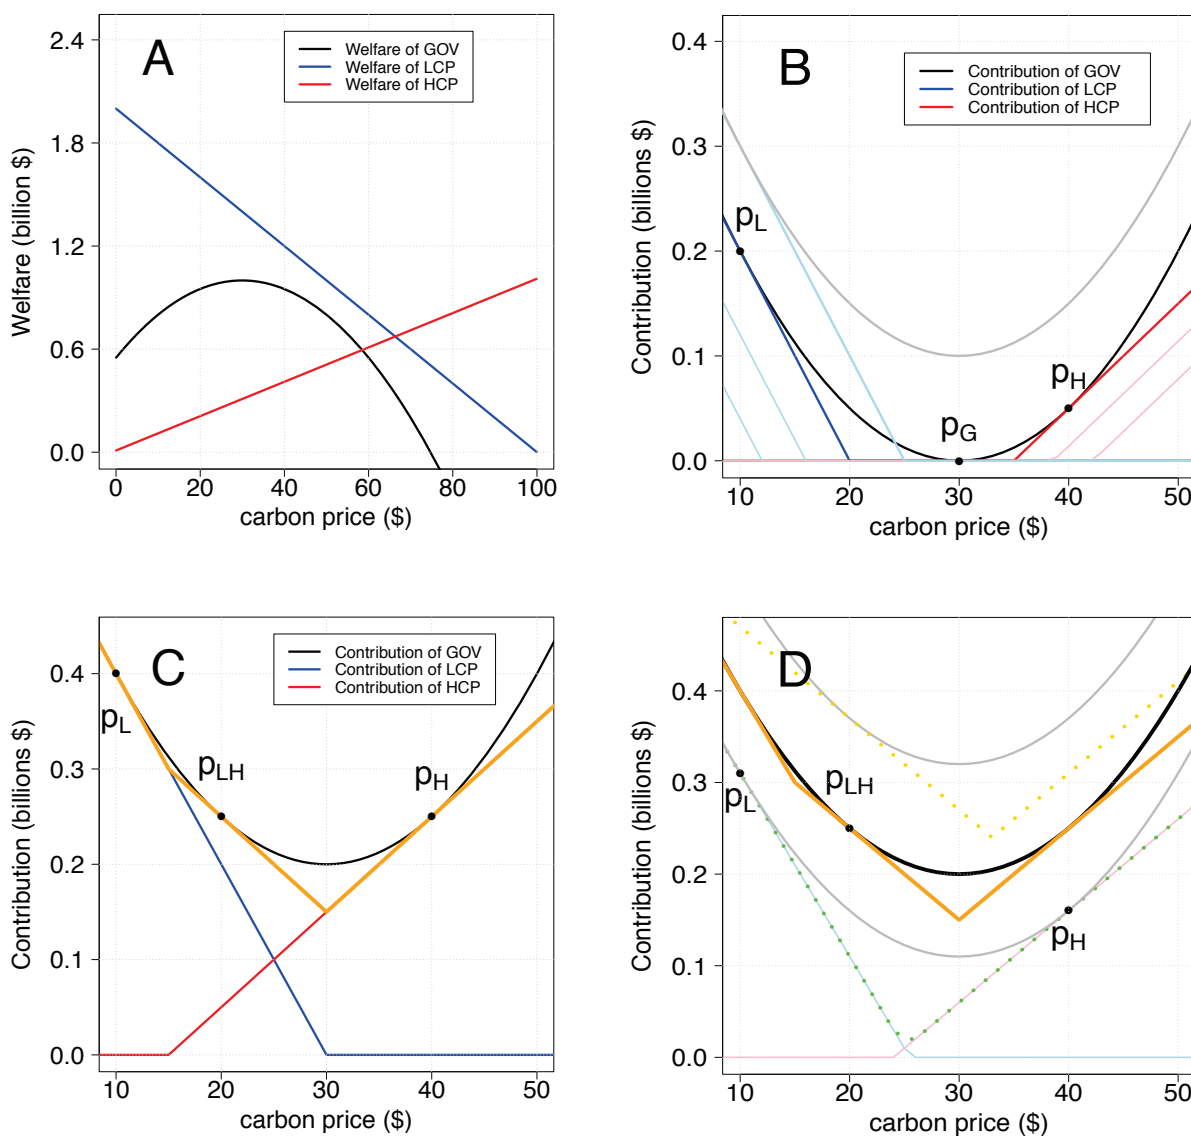 A
Welfare of GOV
Welfare of LCP
Welfare of HCP
Welfare (billion $)
2.4
1.8
1.2
0.6
0.0
0 20 40 60 80 100
carbon price ($)
B
Contribution of GOV
Contribution of LCP
Contribution of HCP
Contribution (billions $)
0.4
0.3
0.2
0.1
0.0
pL
pG
pH
10 20 30 40 50
carbon price ($)
C
Contribution of GOV
Contribution of LCP
Contribution of HCP
Contribution (billions $)
0.4
0.3
0.2
0.1
0.0
pL
pLH
pH
10 20 30 40 50
carbon price ($)
D
Contribution (billions $)
0.4
0.3
0.2
0.1
0.0
pL
pLH
pH
10 20 30 40 50
carbon price ($)